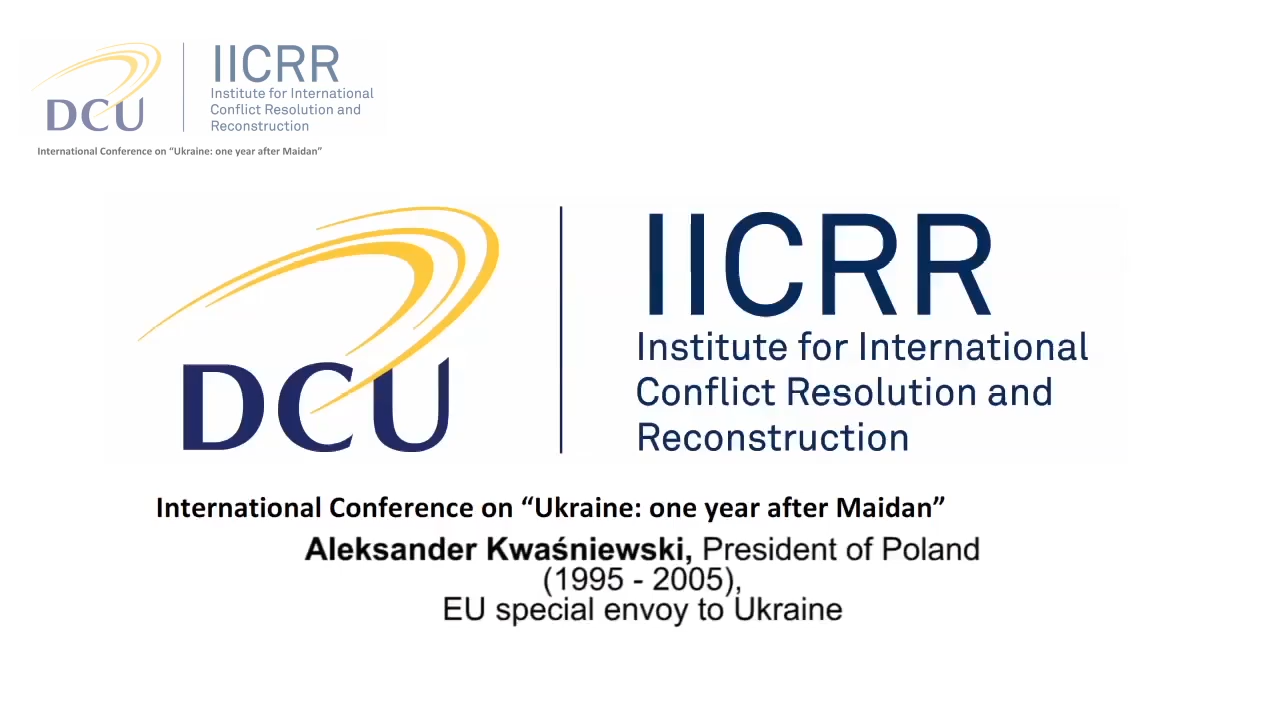 DCU
IICRR
Institute for International
Conflict Resolution and
Reconstruction
International Conference on “Ukraine: one year after Maidan”
DCU
IICRR
Institute for International
Conflict Resolution and
Reconstruction
International Conference on “Ukraine: one year after Maidan”
Aleksander Kwaśniewski, President of Poland
(1995 - 2005),
EU special envoy to Ukraine